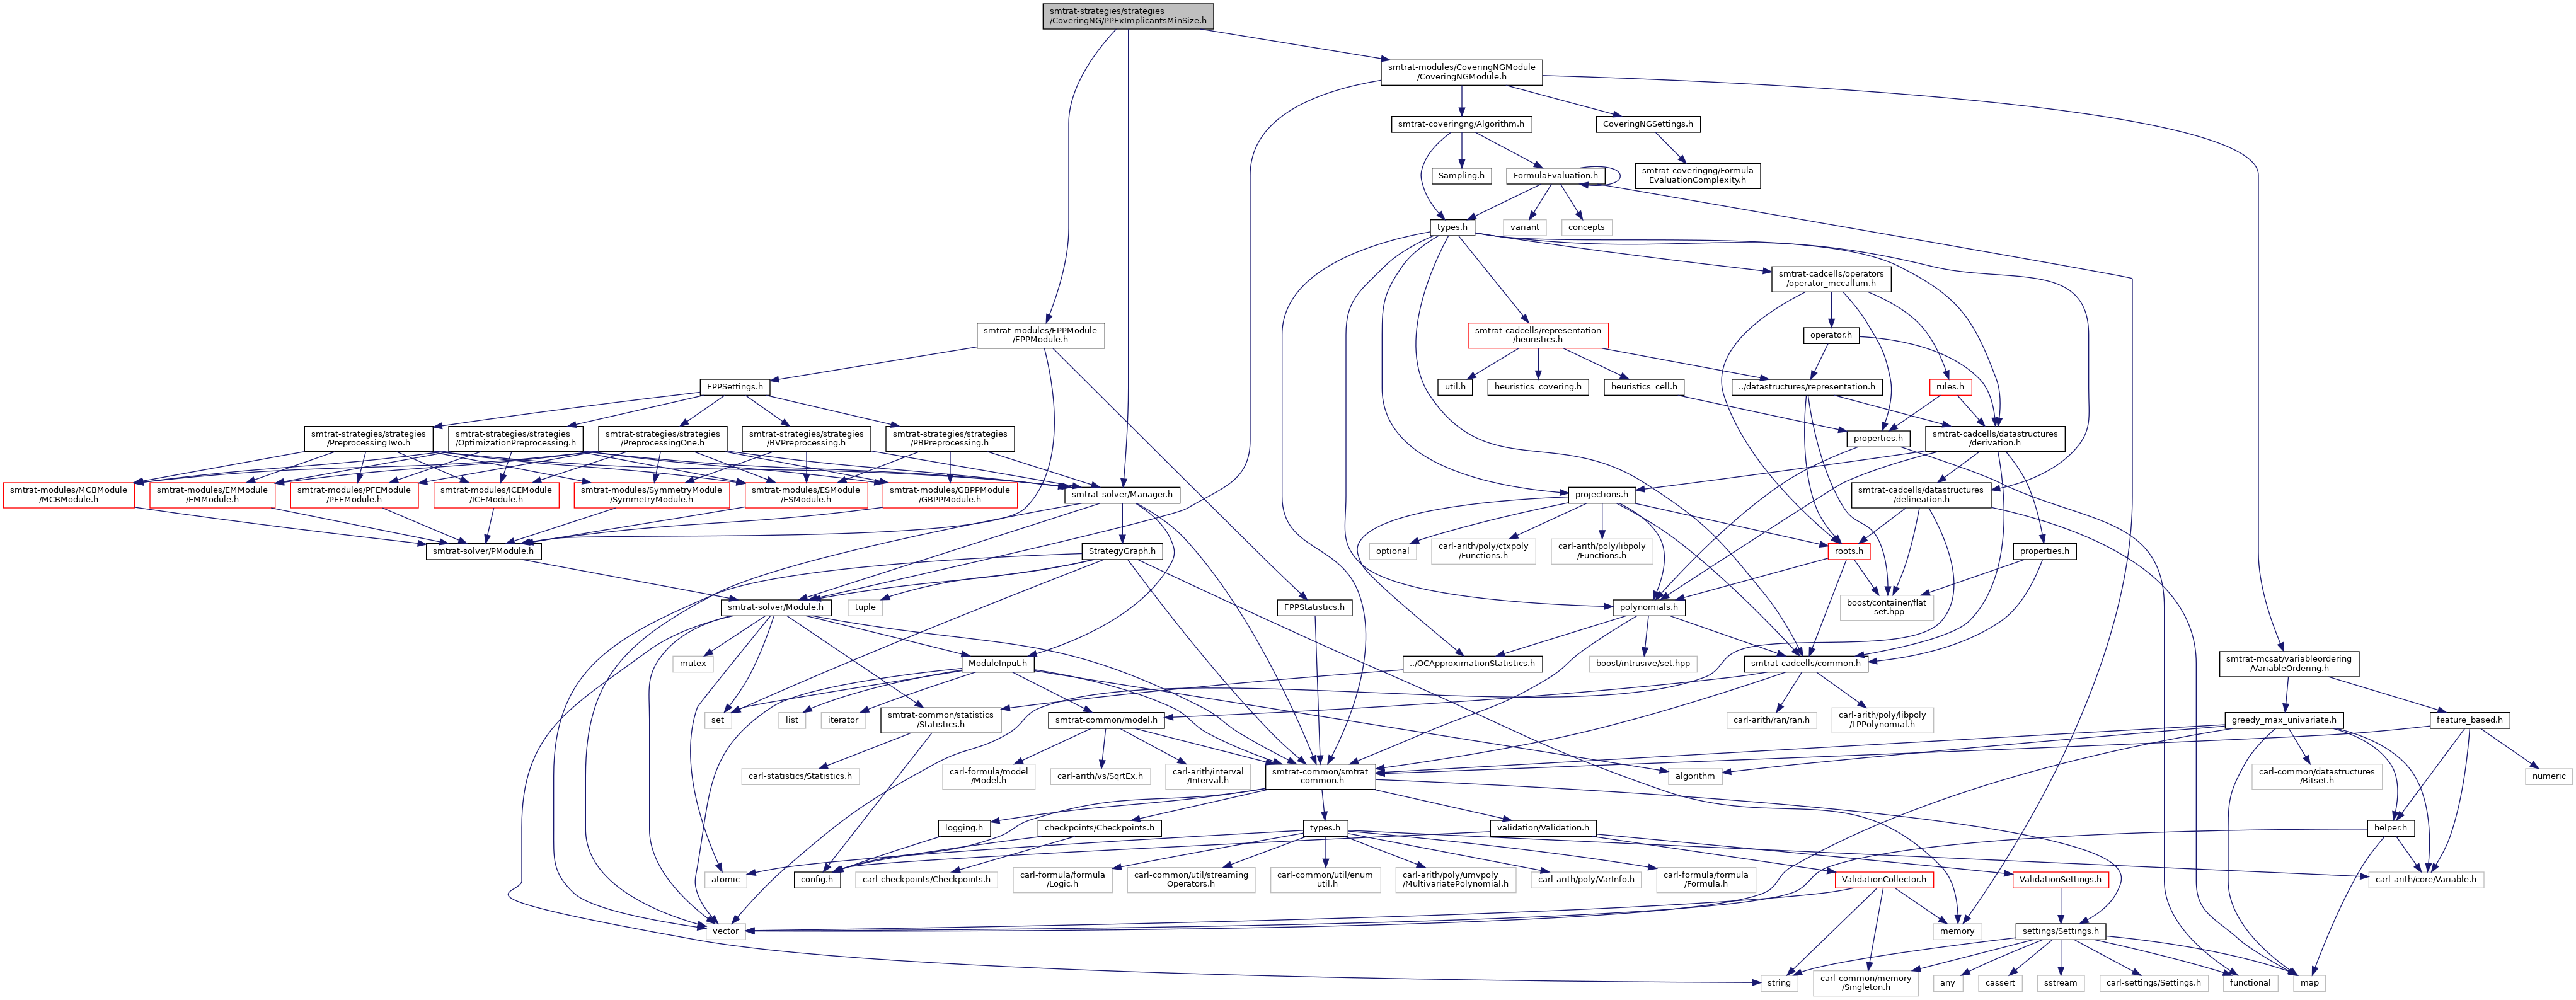 smtrat-strategies/strategies
/CoveringNG/PPExImplicantsMinSize.h
smtrat-modules/CoveringNGModule
/CoveringNGModule.h
smtrat-coveringng/Algorithm.h
CoveringNGSettings.h
Sampling.h
FormulaEvaluation.h
smtrat-coveringng/Formula
EvaluationComplexity.h
types.h
variant
concepts
smtrat-cadcells/operators
/operator_mccallum.h
smtrat-modules/FPPModule
/FPPModule.h
smtrat-cadcells/representation
/heuristics.h
operator.h
FPPSettings.h
util.h
heuristics_covering.h
heuristics_cell.h
../datastructures/representation.h
rules.h
smtrat-strategies/strategies
/PreprocessingTwo.h
smtrat-strategies/strategies
/OptimizationPreprocessing.h
smtrat-strategies/strategies
/PreprocessingOne.h
smtrat-strategies/strategies
/BVPreprocessing.h
smtrat-strategies/strategies
/PBPreprocessing.h
properties.h
smtrat-cadcells/datastructures
/derivation.h
smtrat-modules/MCBModule
/MCBModule.h
smtrat-modules/EMModule
/EMModule.h
smtrat-modules/PFEModule
/PFEModule.h
smtrat-modules/ICEModule
/ICEModule.h
smtrat-modules/SymmetryModule
/SymmetryModule.h
smtrat-modules/ESModule
/ESModule.h
smtrat-modules/GBPPModule
/GBPPModule.h
smtrat-solver/Manager.h
projections.h
smtrat-cadcells/datastructures
/delineation.h
smtrat-solver/PModule.h
StrategyGraph.h
optional
carl-arith/poly/ctxpoly
/Functions.h
carl-arith/poly/libpoly
/Functions.h
roots.h
properties.h
smtrat-solver/Module.h
tuple
FPPStatistics.h
polynomials.h
boost/container/flat
_set.hpp
mutex
ModuleInput.h
../OCApproximationStatistics.h
boost/intrusive/set.hpp
smtrat-cadcells/common.h
smtrat-mcsat/variableordering
/VariableOrdering.h
set
list
iterator
smtrat-common/statistics
/Statistics.h
smtrat-common/model.h
carl-arith/ran/ran.h
carl-arith/poly/libpoly
/LPPolynomial.h
greedy_max_univariate.h
feature_based.h
carl-statistics/Statistics.h
carl-formula/model
/Model.h
carl-arith/vs/SqrtEx.h
carl-arith/interval
/Interval.h
smtrat-common/smtrat
-common.h
algorithm
carl-common/datastructures
/Bitset.h
numeric
logging.h
checkpoints/Checkpoints.h
types.h
validation/Validation.h
helper.h
atomic
config.h
carl-checkpoints/Checkpoints.h
carl-formula/formula
/Logic.h
carl-common/util/streaming
Operators.h
carl-common/util/enum
_util.h
carl-arith/poly/umvpoly
/MultivariatePolynomial.h
carl-arith/poly/VarInfo.h
carl-formula/formula
/Formula.h
ValidationCollector.h
ValidationSettings.h
carl-arith/core/Variable.h
vector
memory
settings/Settings.h
string
carl-common/memory
/Singleton.h
any
cassert
sstream
carl-settings/Settings.h
functional
map